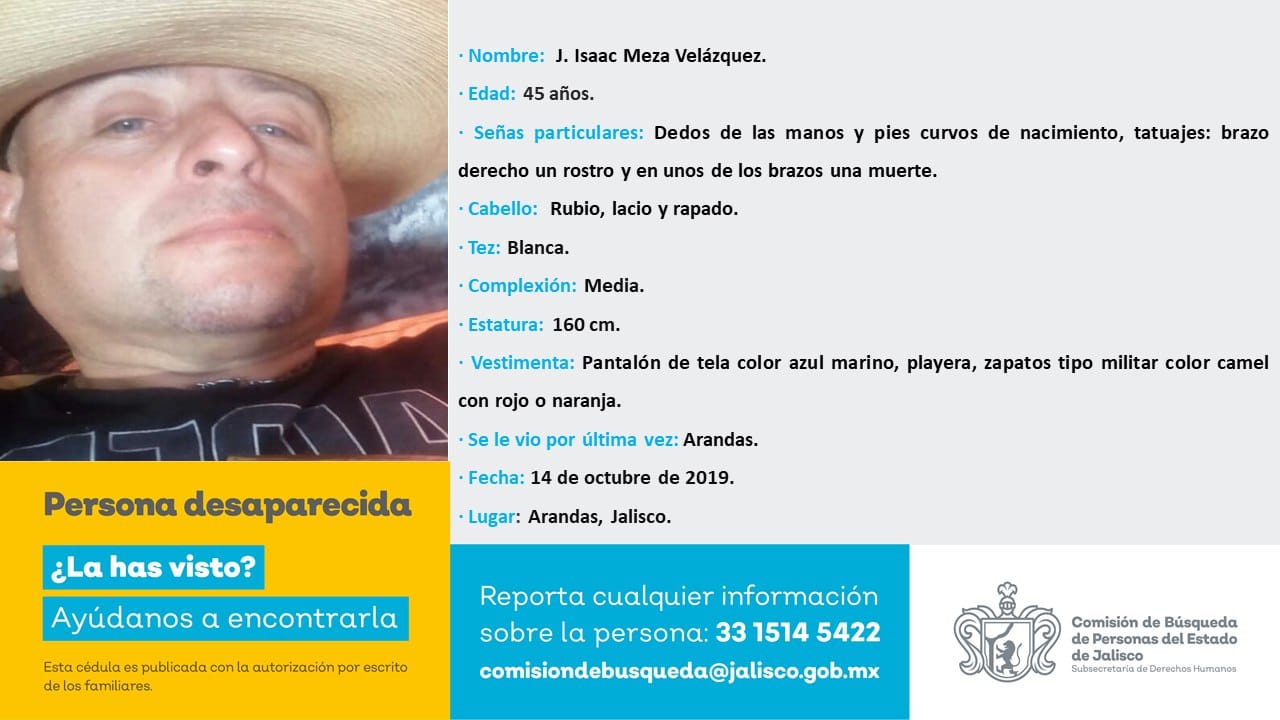 · Nombre: J. Isaac Meza Velázquez.
· Edad: 45 años.
· Señas particulares: Dedos de las manos y pies curvos de nacimiento, tatuajes: brazo
derecho un rostro y en unos de los brazos una muerte.
· Cabello: Rubio, lacio y rapado.
· Tez: Blanca.
· Complexión: Media.
· Estatura: 160 cm.
· Vestimenta: Pantalón de tela color azul marino, playera, zapatos tipo militar color camel
con rojo o naranja.
· Se le vio por última vez: Arandas.
· Fecha: 14 de octubre de 2019.
· Lugar: Arandas, Jalisco.
Persona desaparecida
¿La has visto?
Ayúdanos a encontrarla
Esta cédula es publicada con la autorización por escrito
de los familiares.
Reporta cualquier información
sobre la persona: 33 1514 5422
comisiondebusqueda@jalisco.gob.mx
Comisión de Búsqueda
de Personas del Estado
de Jalisco
Subsecretaría de Derechos Humanos